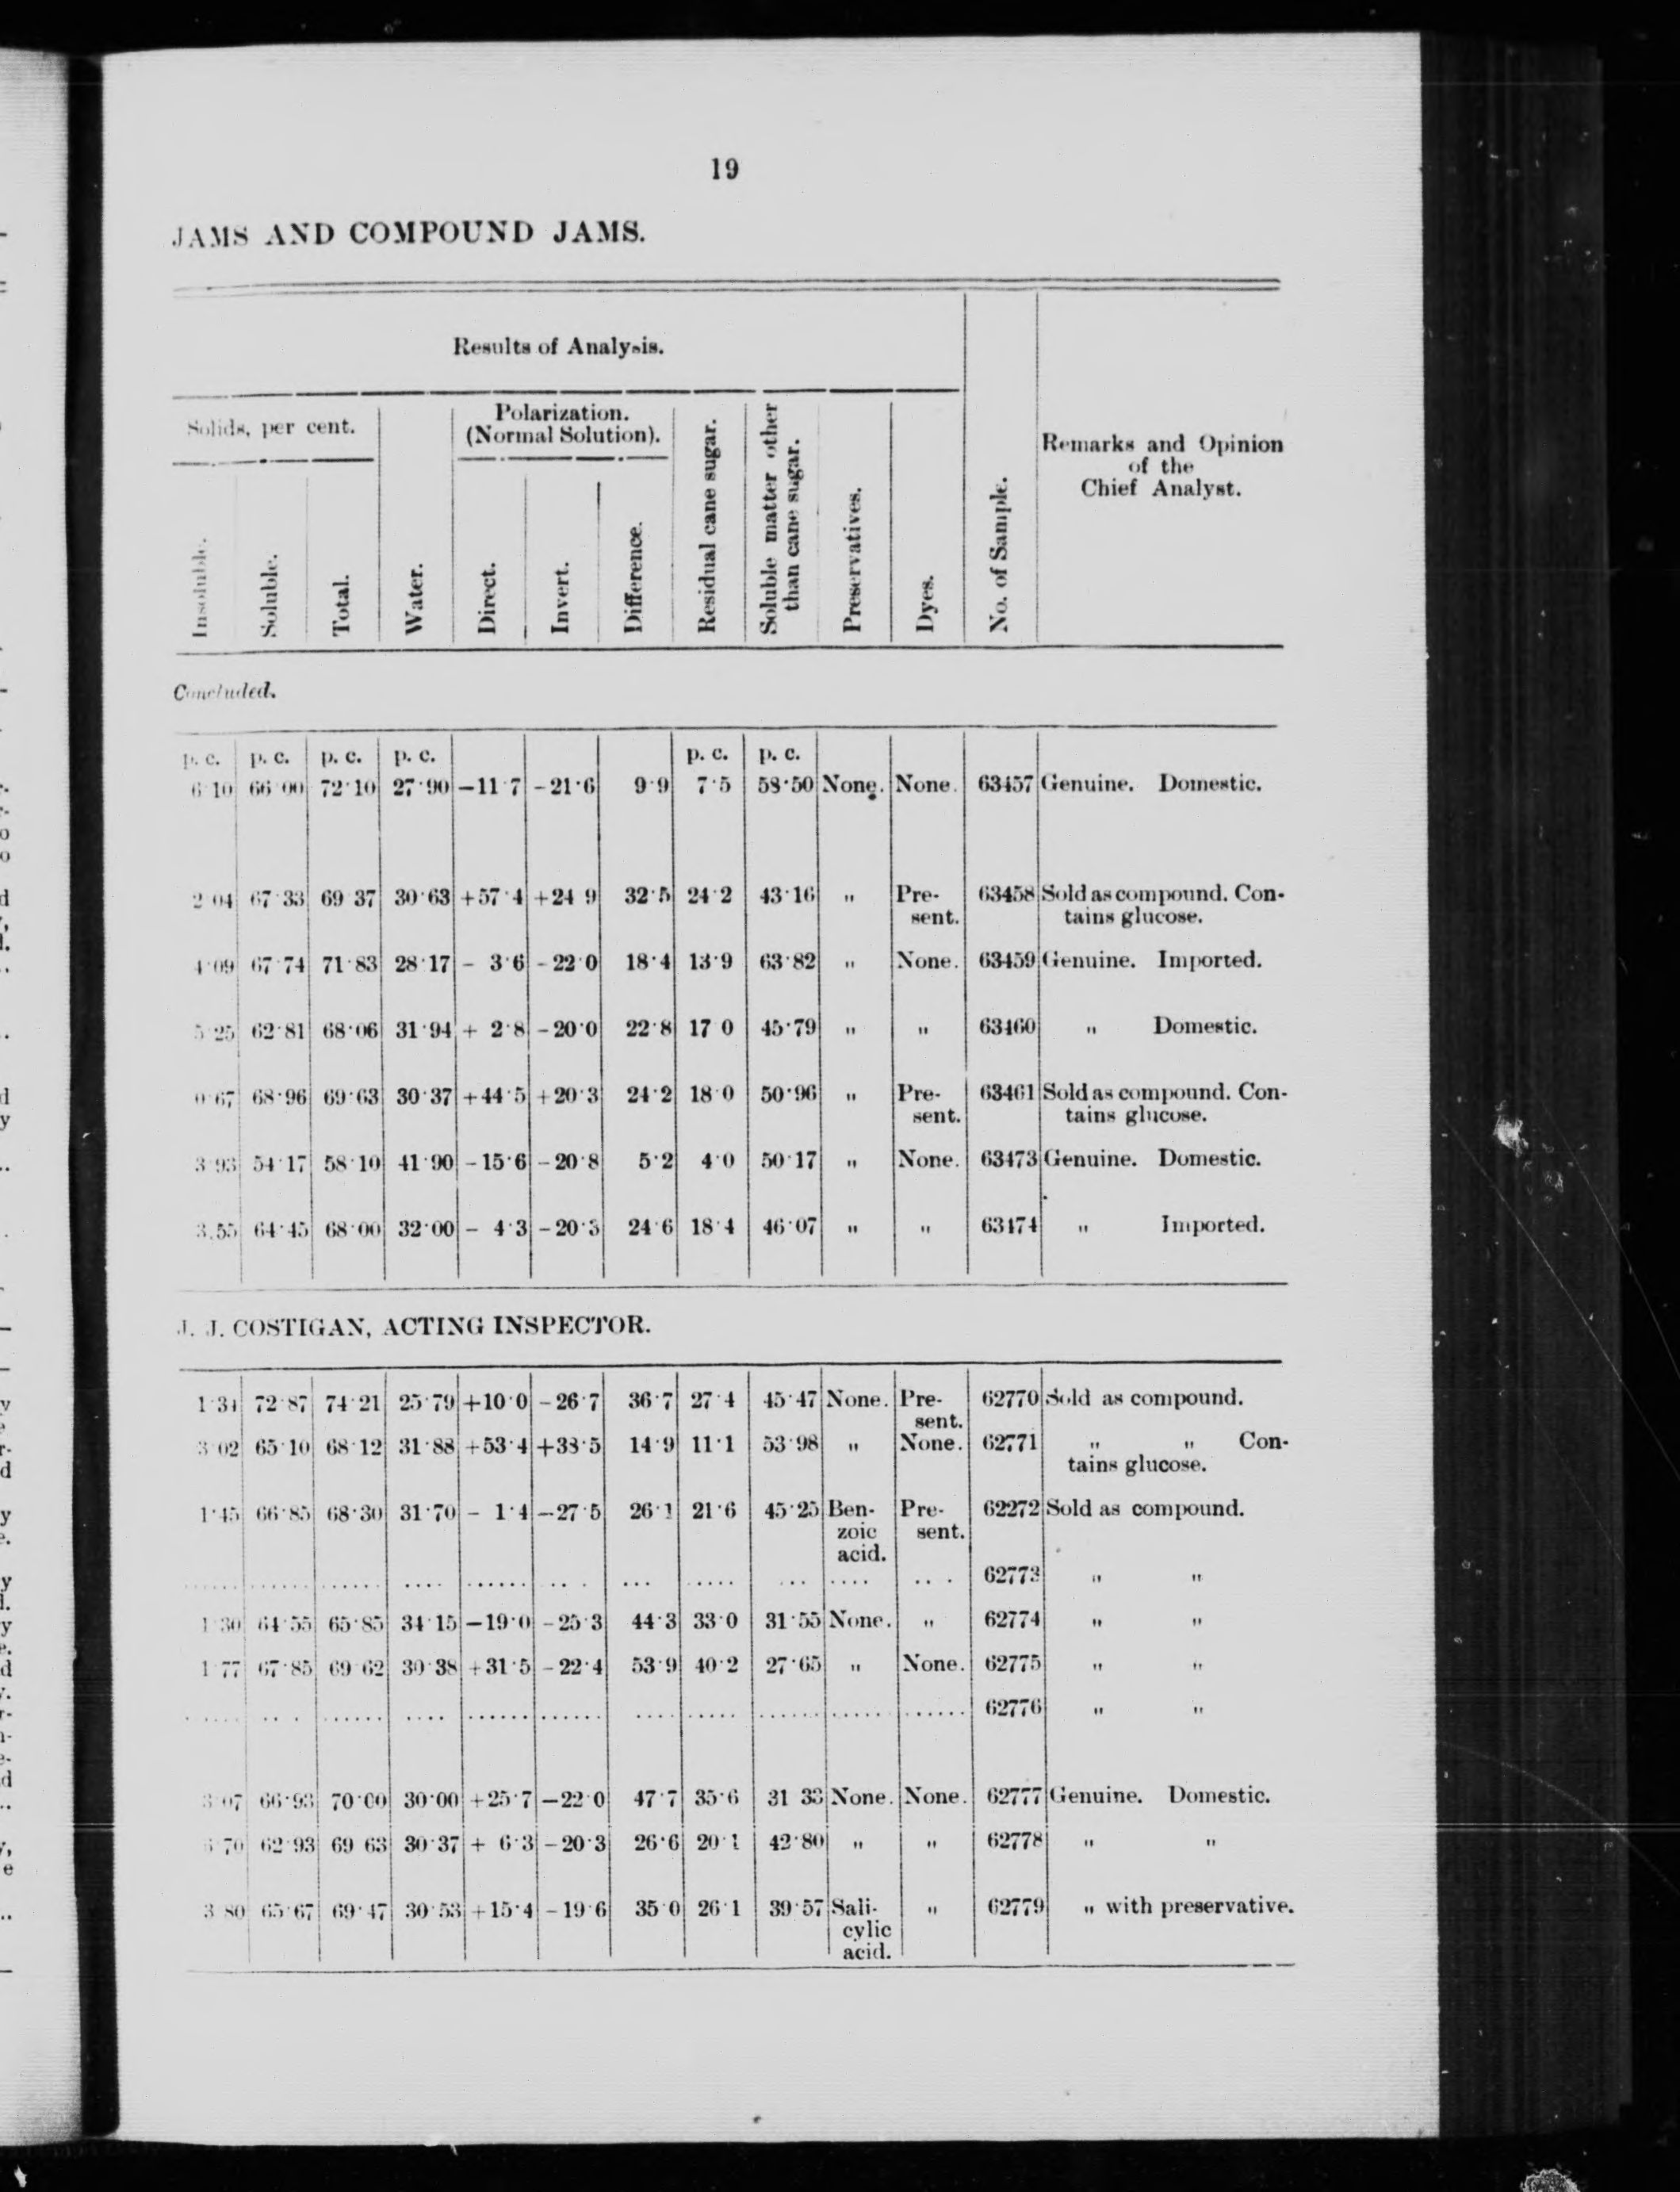 19
JAMS AND COMPOUND JAMS.
Results of Analysis.
Solids, per cent.
Polarization.
(Normal Solution).
Insoluble.
Soluble.
Total.
Water.
Direct.
Invert.
Difference.
Residual cane sugar.
Soluble matter other
than cane sugar.
Preservatives.
Dyes.
No. of Sample.
Remarks and Opinion
of the
Chief Analyst.
Concluded.
p. c. p. c. p. c. p. c. p. c. p. c.
6·10 66·00 72·10 27·90 −11·7 −21·6 9·9 7·5 58·50 None. None. 63457 Genuine. Domestic.
2·04 67·33 69·37 30·63 +57·4 +24·9 32·5 24·2 43·16 " Pre- 63458 Sold as compound. Con-
sent. tains glucose.
4·09 67·74 71·83 28·17 − 3·6 −22·0 18·4 13·9 63·82 " None. 63459 Genuine. Imported.
5·25 62·81 68·06 31·94 + 2·8 −20·0 22·8 17·0 45·79 " " 63460 " Domestic.
0·67 68·96 69·63 30·37 +44·5 +20·3 24·2 18·0 50·96 " Pre- 63461 Sold as compound. Con-
sent. tains glucose.
3·93 54·17 58·10 41·90 −15·6 −20·8 5·2 4·0 50·17 " None. 63473 Genuine. Domestic.
3.55 64·45 68·00 32·00 − 4·3 −20·3 24·6 18·4 46·07 " " 63474 " Imported.
J. J. COSTIGAN, ACTING INSPECTOR.
1·34 72·87 74·21 25·79 +10·0 −26·7 36·7 27·4 45·47 None. Pre- 62770 Sold as compound.
sent.
3·02 65·10 68·12 31·88 +53·4 +38·5 14·9 11·1 53·98 " None. 62771 " " Con-
tains glucose.
1·45 66·85 68·30 31·70 − 1·4 −27·5 26·1 21·6 45·25 Ben- Pre- 62272 Sold as compound.
zoic sent.
acid.
...... ...... ...... .... ...... .... ... ..... ... .... .... 62773 " "
1·30 64·55 65·85 34·15 −19·0 −25·3 44·3 33·0 31·55 None. " 62774 " "
1·77 67·85 69·62 30·38 +31·5 −22·4 53·9 40·2 27·65 " None. 62775 " "
...... .... ...... .... ...... ...... .... ..... ...... ...... ...... 62776 " "
3·07 66·93 70·00 30·00 +25·7 −22·0 47·7 35·6 31·33 None. None. 62777 Genuine. Domestic.
70 62·93 69·63 30·37 + 6·3 −20·3 26·6 20·1 42·80 " " 62778 " "
3·80 65·67 69·47 30·53 +15·4 −19·6 35·0 26·1 39·57 Sali- " 62779 " with preservative.
cylic
acid.